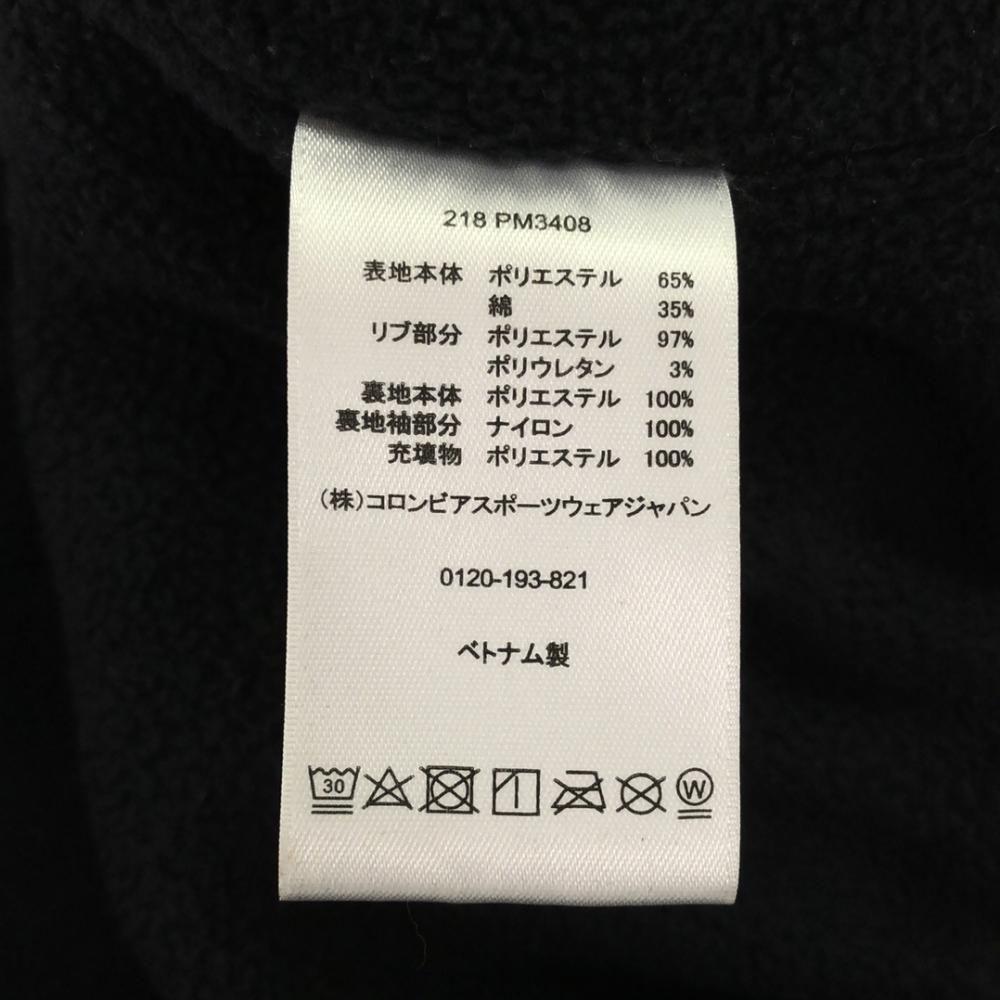 218 PM3408
表地本体 ポリエステル 65%
綿 35%
リブ部分 ポリエステル 97%
ポリウレタン 3%
裏地本体 ポリエステル 100%
裏地袖部分 ナイロン 100%
充填物 ポリエステル 100%
(株)コロンビアスポーツウェアジャパン
0120-193-821
ベトナム製
30 W